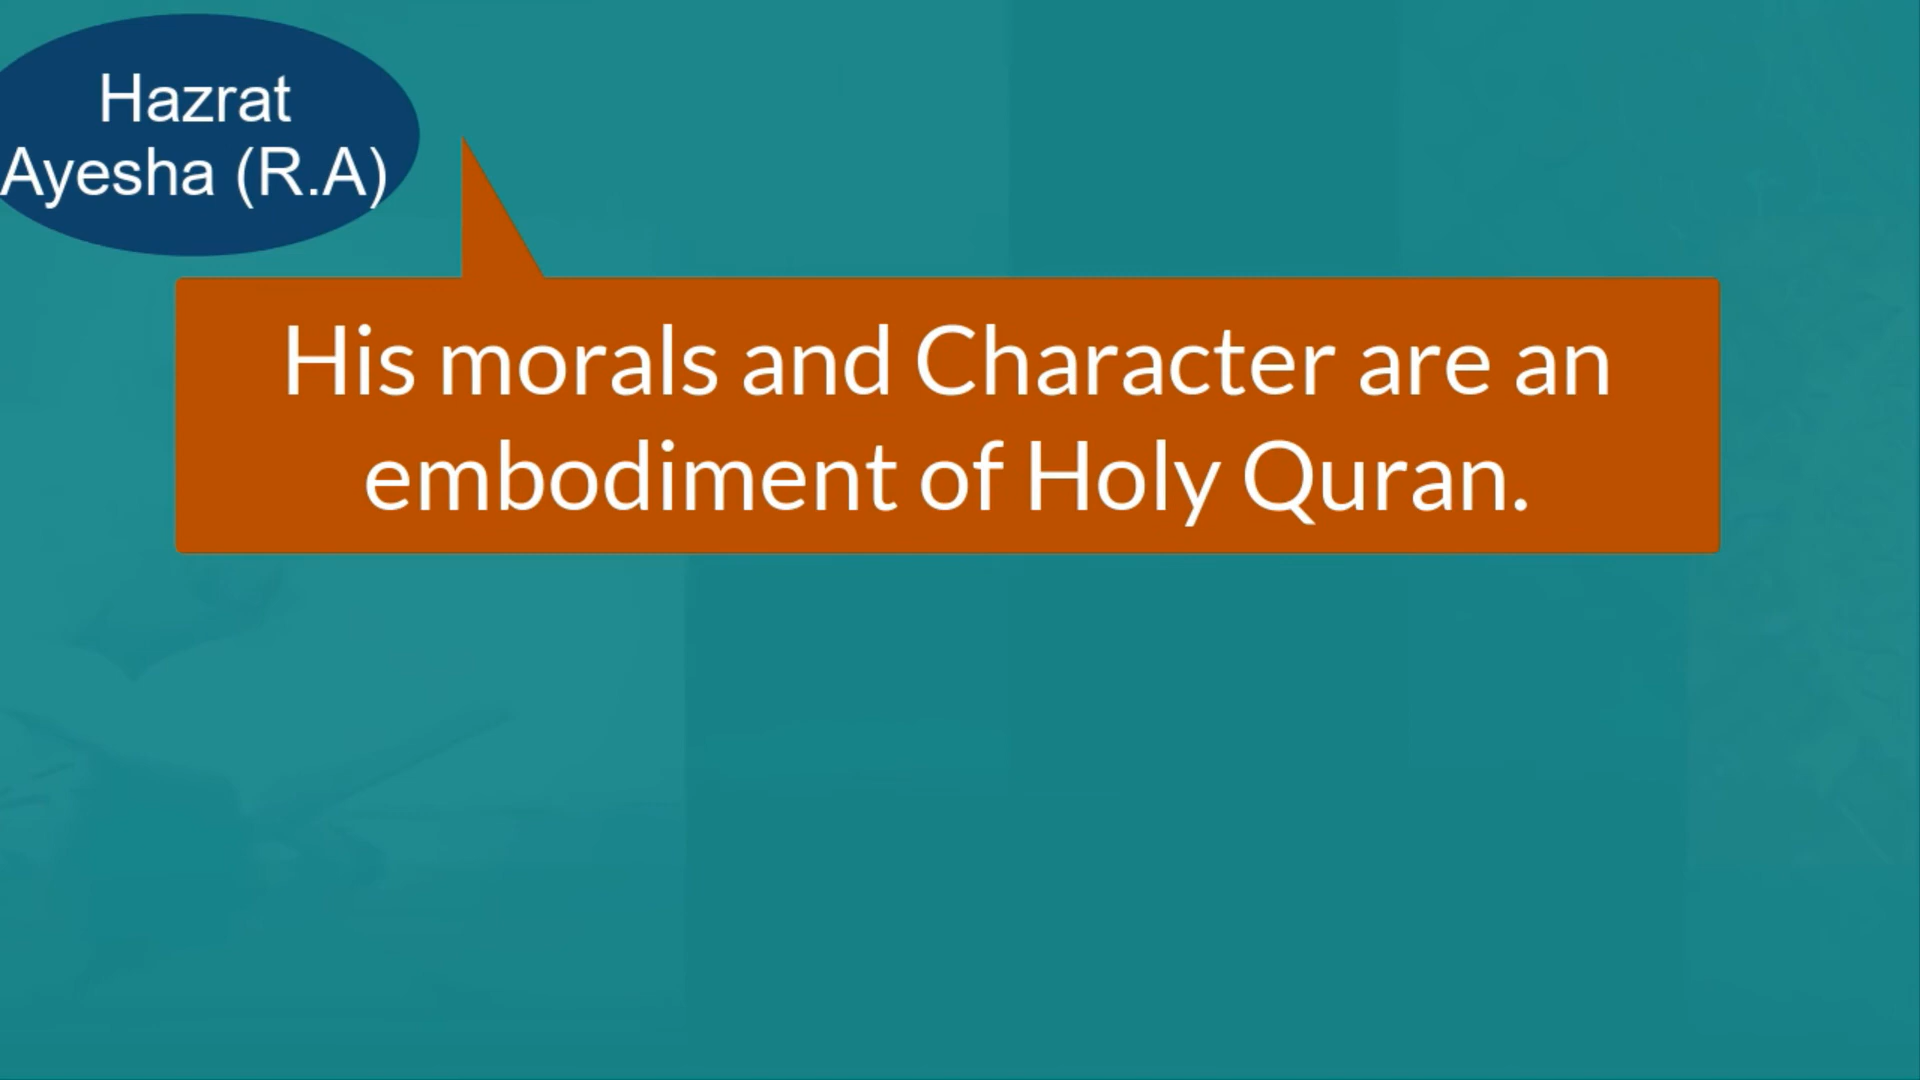 Hazrat
Ayesha (R.A)
His morals and Character are an
embodiment of Holy Quran.